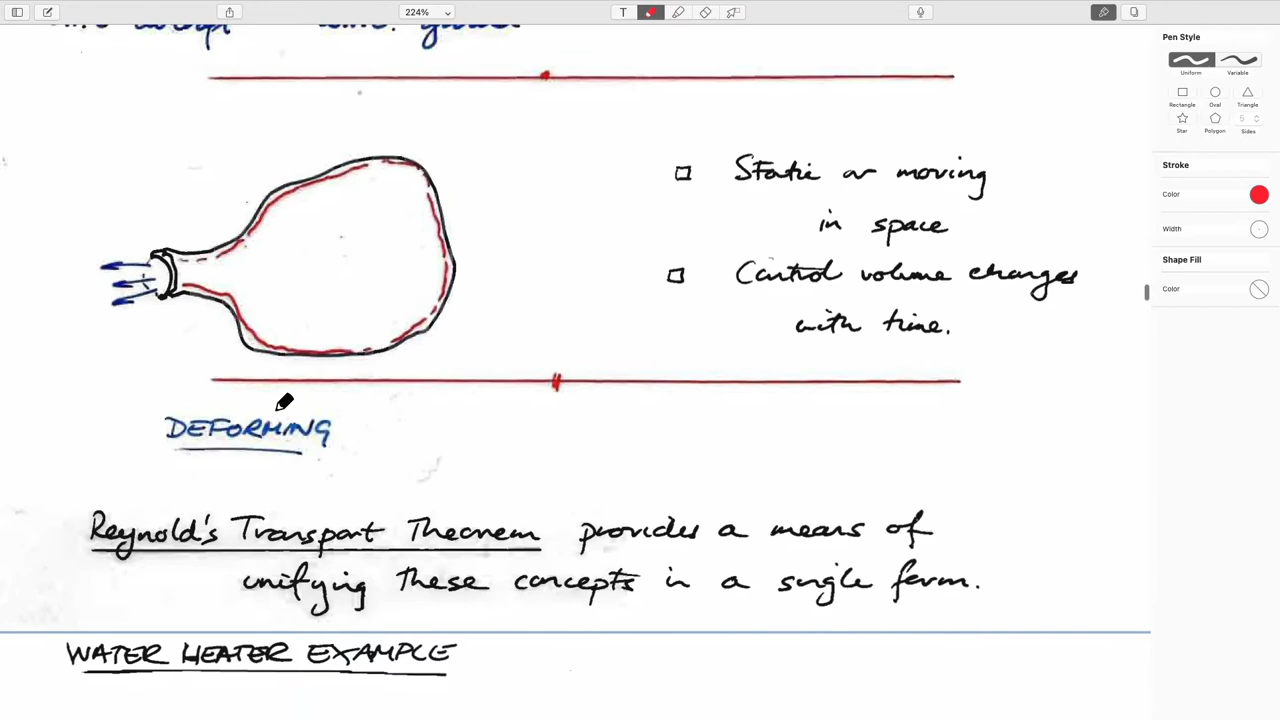 224%
T
Pen Style
Uniform Variable
Rectangle Oval Triangle
Star Polygon 5 Sides
Stroke
Color
Width
Shape Fill
Color
Static or moving
in space
Control volume changes
with time.
DEFORMING
Reynold's Transport Theorem provides a means of
unifying these concepts in a single form.
WATER HEATER EXAMPLE